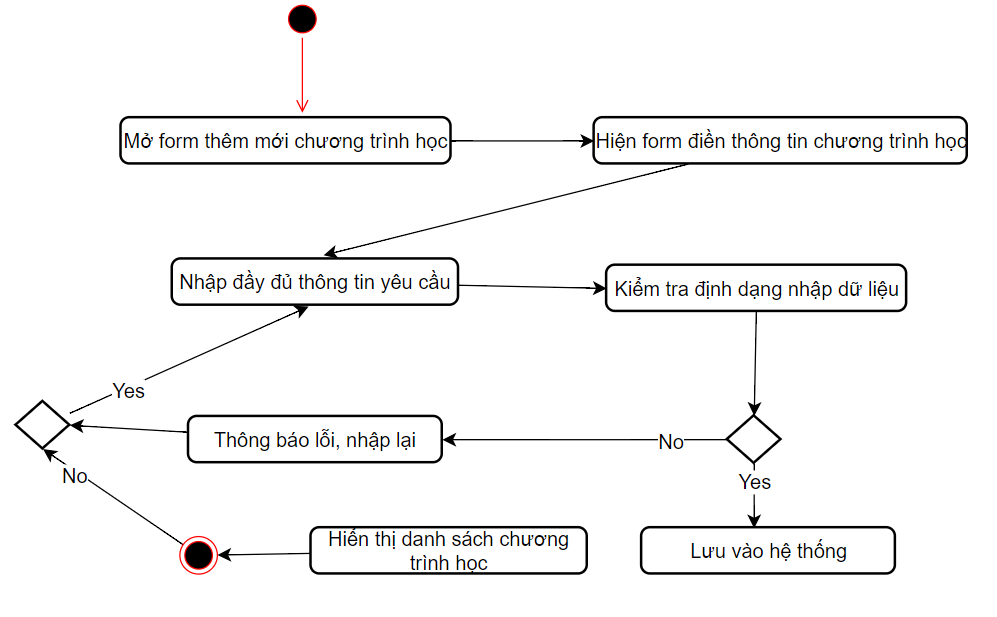 Mở form thêm mới chương trình học
Hiện form điền thông tin chương trình học
Nhập đầy đủ thông tin yêu cầu
Kiểm tra định dạng nhập dữ liệu
Yes
Thông báo lỗi, nhập lại
No
No
Yes
Hiển thị danh sách chương
trình học
Lưu vào hệ thống